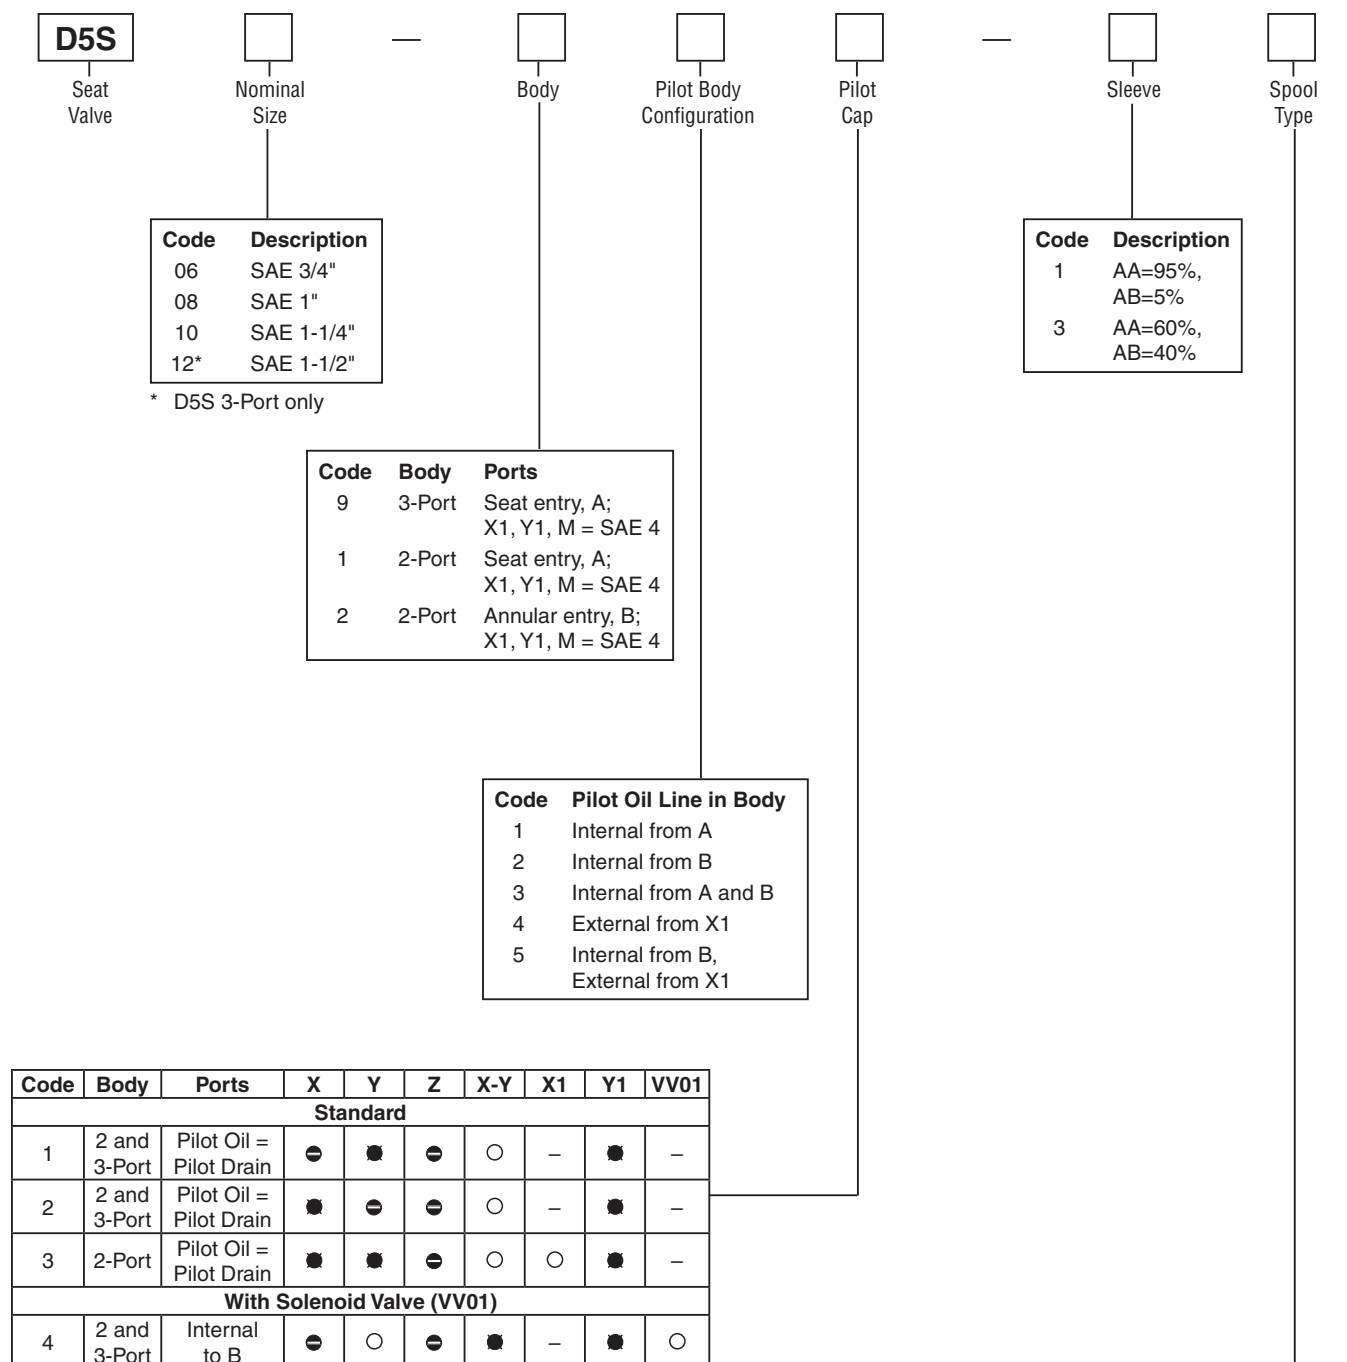 D5S — —
Seat Valve
Nominal Size
Body
Pilot Body Configuration
Pilot Cap
Sleeve
Spool Type
Code Description
06 SAE 3/4"
08 SAE 1"
10 SAE 1-1/4"
12* SAE 1-1/2"
* D5S 3-Port only
Code Description
1 AA=95%,
AB=5%
3 AA=60%,
AB=40%
Code Body Ports
9 3-Port Seat entry, A;
X1, Y1, M = SAE 4
1 2-Port Seat entry, A;
X1, Y1, M = SAE 4
2 2-Port Annular entry, B;
X1, Y1, M = SAE 4
Code Pilot Oil Line in Body
1 Internal from A
2 Internal from B
3 Internal from A and B
4 External from X1
5 Internal from B,
External from X1
Code Body Ports X Y Z X-Y X1 Y1 VV01
Standard
1 2 and 3-Port Pilot Oil = Pilot Drain – –
2 2 and 3-Port Pilot Oil = Pilot Drain – –
3 2-Port Pilot Oil = Pilot Drain –
With Solenoid Valve (VV01)
4 2 and 3-Port Internal to B –